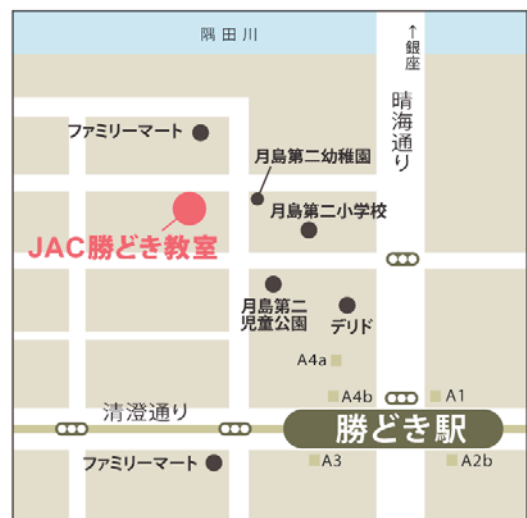 隅田川
↑銀座
晴海通り
ファミリーマート
月島第二幼稚園
月島第二小学校
JAC勝どき教室
月島第二
児童公園
デリド
A4a
A4b
A1
清澄通り
勝どき駅
ファミリーマート
A3
A2b